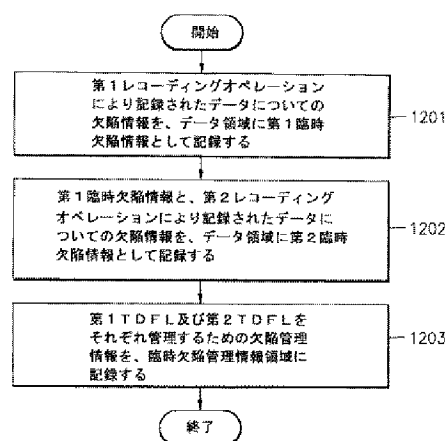 開始
第1レコーディングオペレーション
により記録されたデータについての
欠陥情報を、データ領域に第1臨時
欠陥情報として記録する
1201
第1臨時欠陥情報と、第2レコーディング
オペレーションにより記録されたデータに
ついての欠陥情報を、データ領域に第2臨時
欠陥情報として記録する
1202
第1TDFL及び第2TDFLを
それぞれ管理するための欠陥管理
情報を、臨時欠陥管理情報領域に
記録する
1203
終了